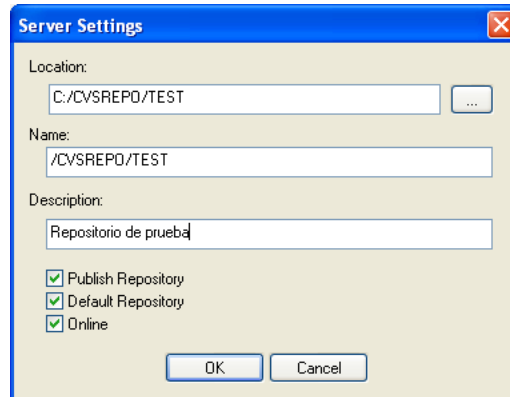 Server Settings
Location:
C:/CVSREPO/TEST
...
Name:
/CVSREPO/TEST
Description:
Repositorio de prueba
Publish Repository
Default Repository
Online
OK Cancel